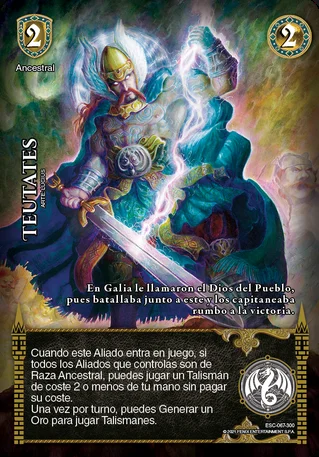 2
2
Ancestral
TEUTATES
ARTE: LUCIUS
En Galia le llamaron el Dios del Pueblo,
pues batallaba junto a estew los capitaneaba
rumbo a la victoria.
Cuando este Aliado entra en juego, si
todos los Aliados que controlas son de
Raza Ancestral, puedes jugar un Talismán
de coste 2 o menos de tu mano sin pagar
su coste.
Una vez por turno, puedes Generar un
Oro para jugar Talismanes.
ESC-067-300
© 2021 FENIX ENTERTAINMENT S.P.A.